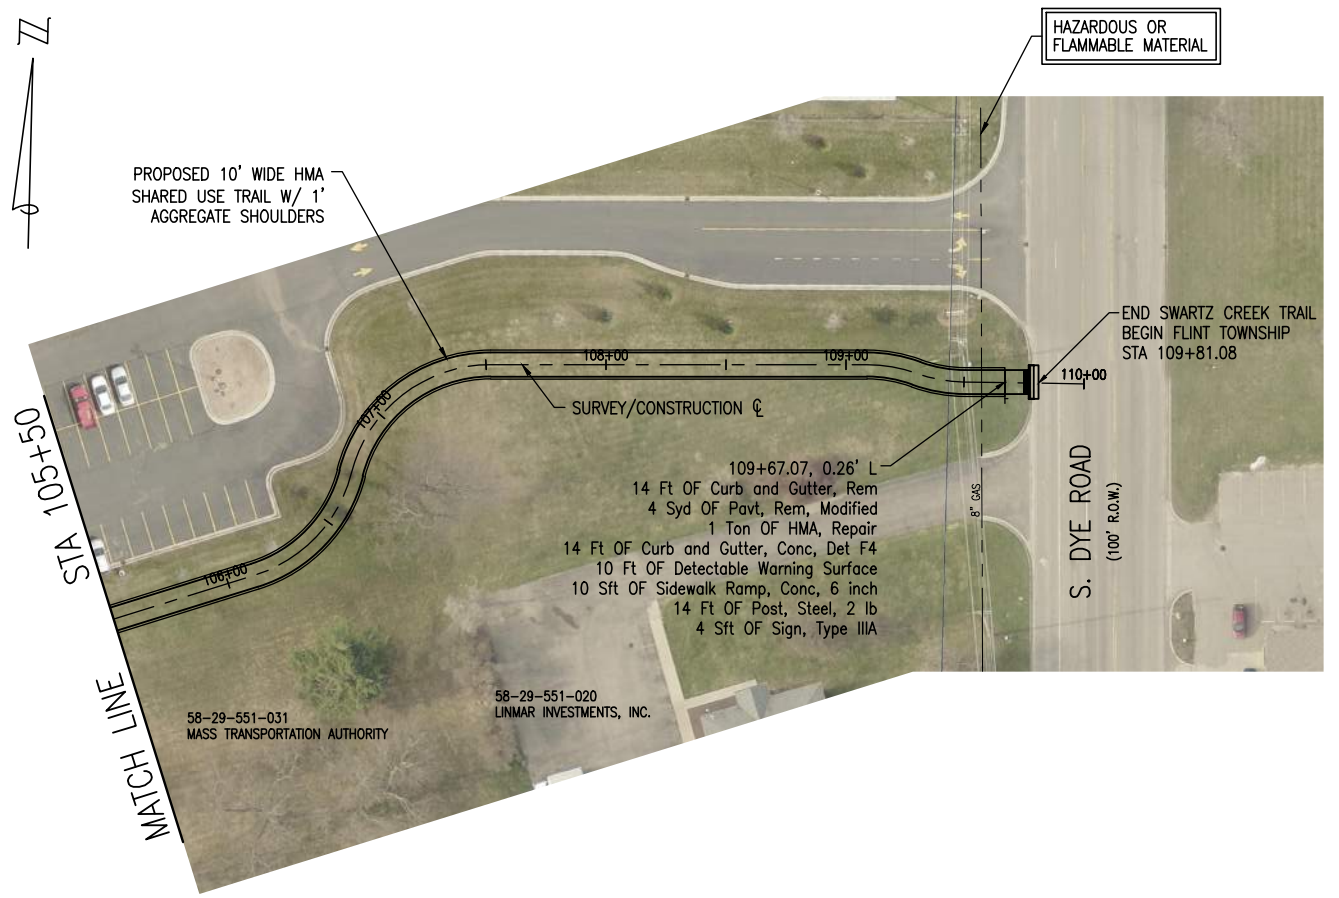 N
HAZARDOUS OR
FLAMMABLE MATERIAL
PROPOSED 10' WIDE HMA
SHARED USE TRAIL W/ 1'
AGGREGATE SHOULDERS
END SWARTZ CREEK TRAIL
BEGIN FLINT TOWNSHIP
STA 109+81.08
108+00
109+00
110+00
107+00
SURVEY/CONSTRUCTION ℄
STA 105+50
106+00
109+67.07, 0.26' L
14 Ft OF Curb and Gutter, Rem
4 Syd OF Pavt, Rem, Modified
1 Ton OF HMA, Repair
14 Ft OF Curb and Gutter, Conc, Det F4
10 Ft OF Detectable Warning Surface
10 Sft OF Sidewalk Ramp, Conc, 6 inch
14 Ft OF Post, Steel, 2 lb
4 Sft OF Sign, Type IIIA
8" GAS
S. DYE ROAD
(100' R.O.W.)
MATCH LINE
58-29-551-031
MASS TRANSPORTATION AUTHORITY
58-29-551-020
LINMAR INVESTMENTS, INC.